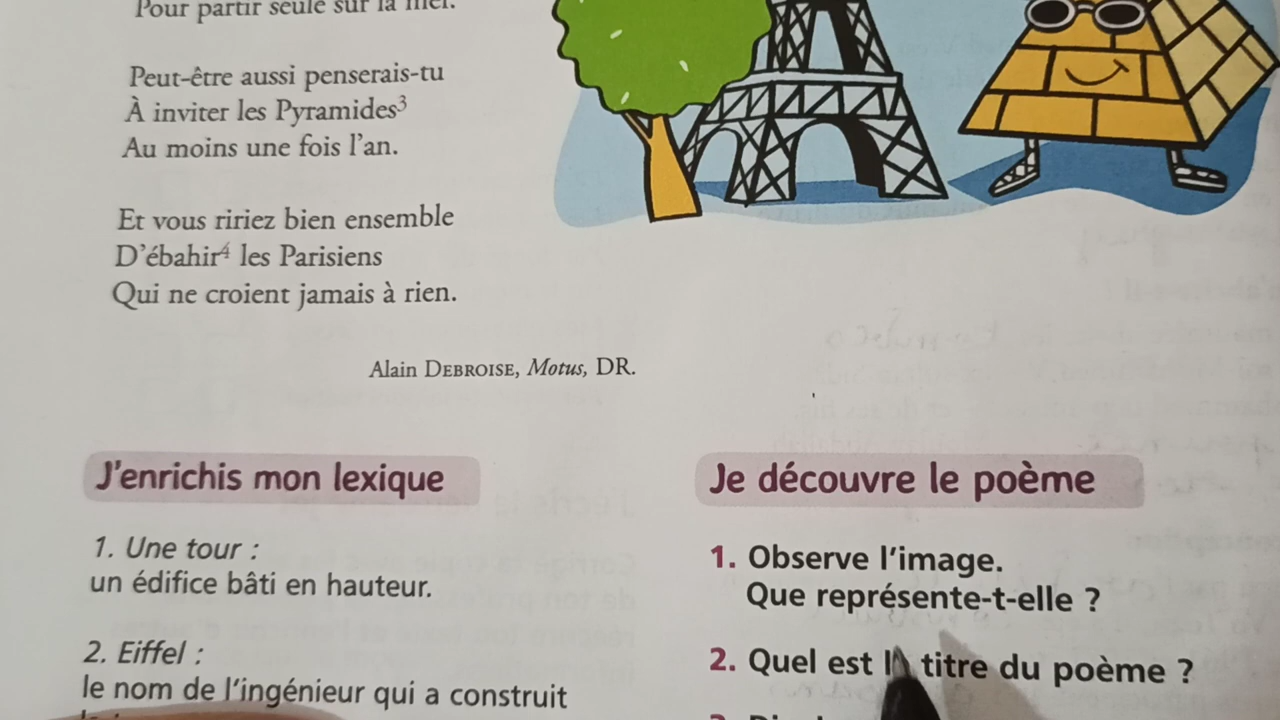 Pour partir seule sur la mer.
Peut-être aussi penserais-tu
À inviter les Pyramides³
Au moins une fois l'an.
Et vous ririez bien ensemble
D'ébahir⁴ les Parisiens
Qui ne croient jamais à rien.
Alain DEBROISE, Motus, DR.
J'enrichis mon lexique
1. Une tour :
un édifice bâti en hauteur.
2. Eiffel :
le nom de l'ingénieur qui a construit
Je découvre le poème
1. Observe l'image.
Que représente-t-elle ?
2. Quel est le titre du poème ?